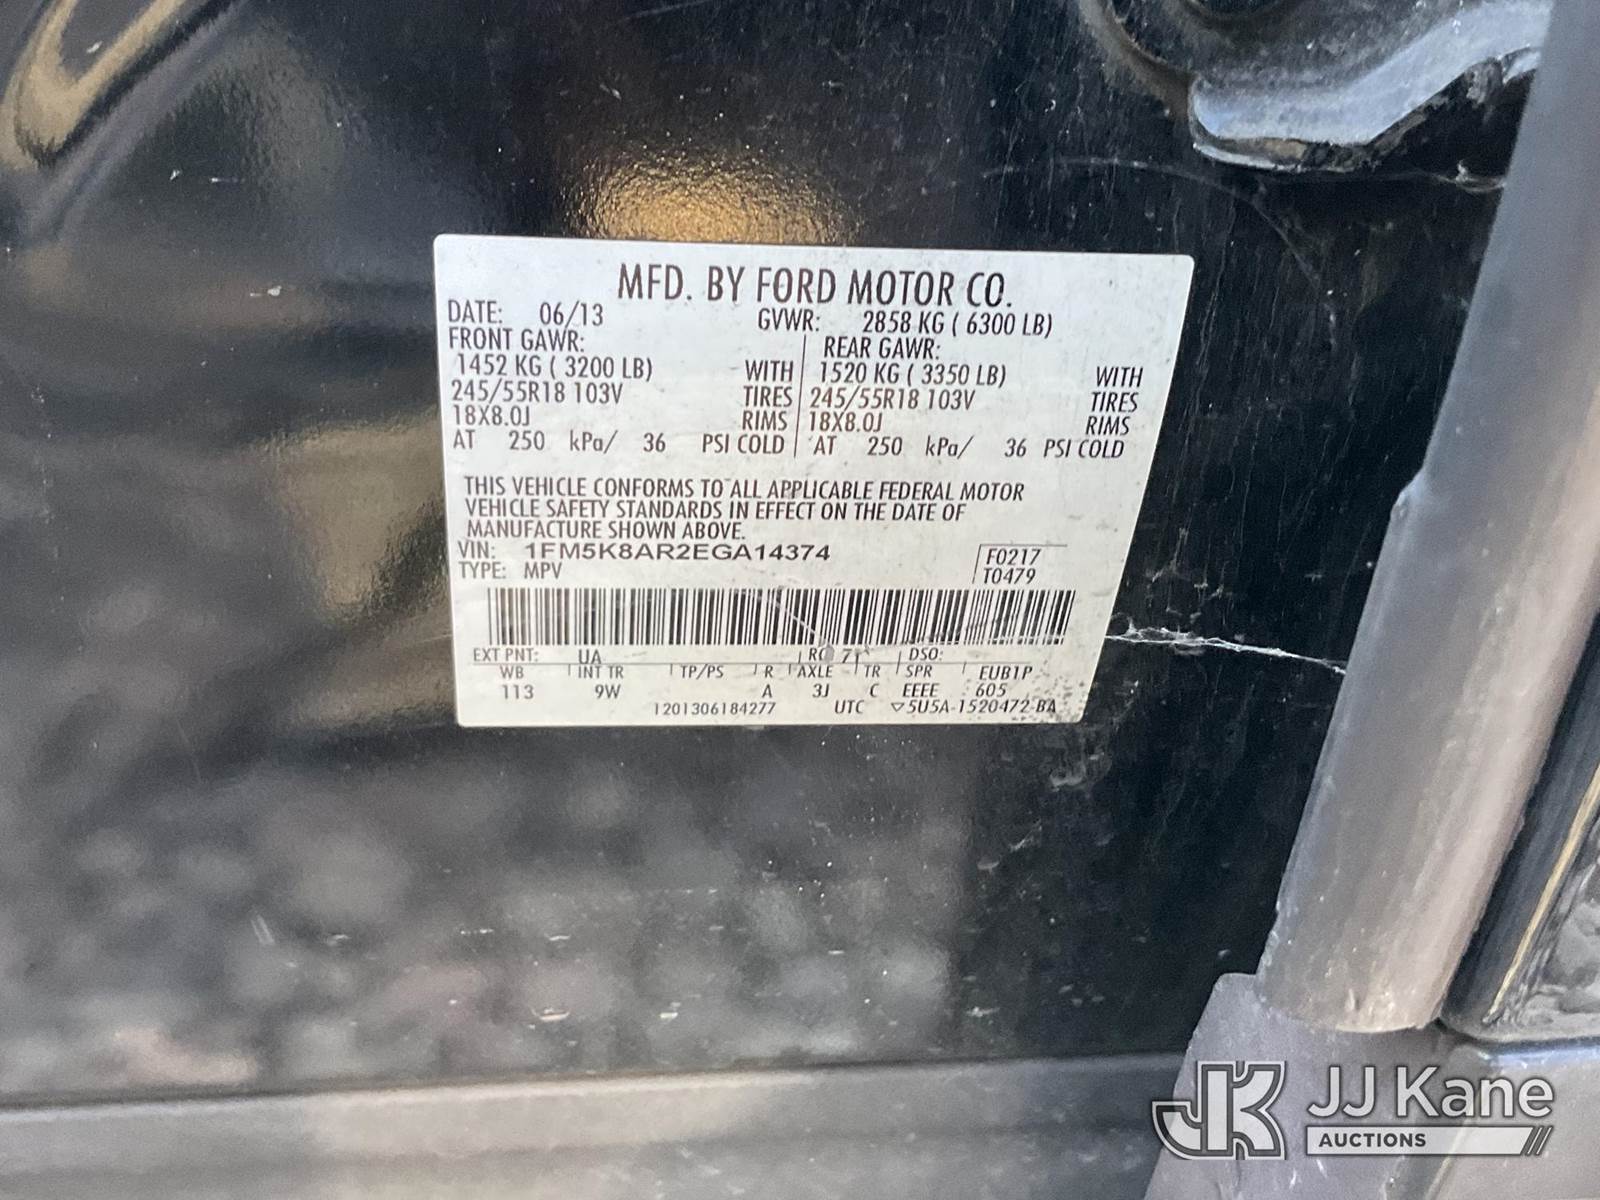 MFD. BY FORD MOTOR CO.
DATE: 06/13 GVWR: 2858 KG ( 6300 LB)
FRONT GAWR: REAR GAWR:
1452 KG ( 3200 LB) WITH 1520 KG ( 3350 LB) WITH
245/55R18 103V TIRES 245/55R18 103V TIRES
18X8.0J RIMS 18X8.0J RIMS
AT 250 kPa/ 36 PSI COLD AT 250 kPa/ 36 PSI COLD
THIS VEHICLE CONFORMS TO ALL APPLICABLE FEDERAL MOTOR
VEHICLE SAFETY STANDARDS IN EFFECT ON THE DATE OF
MANUFACTURE SHOWN ABOVE.
VIN: 1FM5K8AR2EGA14374 F0217
TYPE: MPV T0479
EXT PNT: UA 71 DSO:
WB INT TR TP/PS R AXLE TR SPR EUB1P
113 9W A 3J C EEEE 605
1201306184277 UTC ▽5U5A-1520472-BA
JK JJ Kane
AUCTIONS